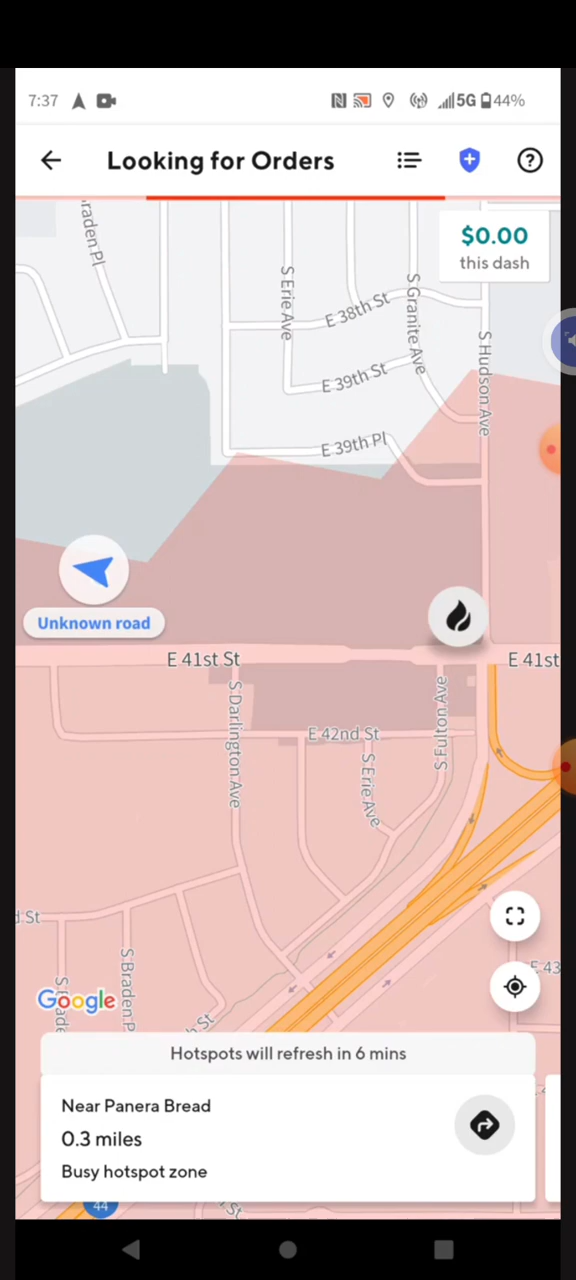 7:37
5G 44%
Looking for Orders
$0.00
this dash
raden Pl
S Erie Ave
E 38th St
S Granite Ave
E 39th St
S Hudson Ave
E 39th Pl
Unknown road
E 41st St
E 41st
S Darlington Ave
E 42nd St
S Fulton Ave
S Erie Ave
d St
S Braden P
E 43
Google
Hotspots will refresh in 6 mins
Near Panera Bread
0.3 miles
Busy hotspot zone
44